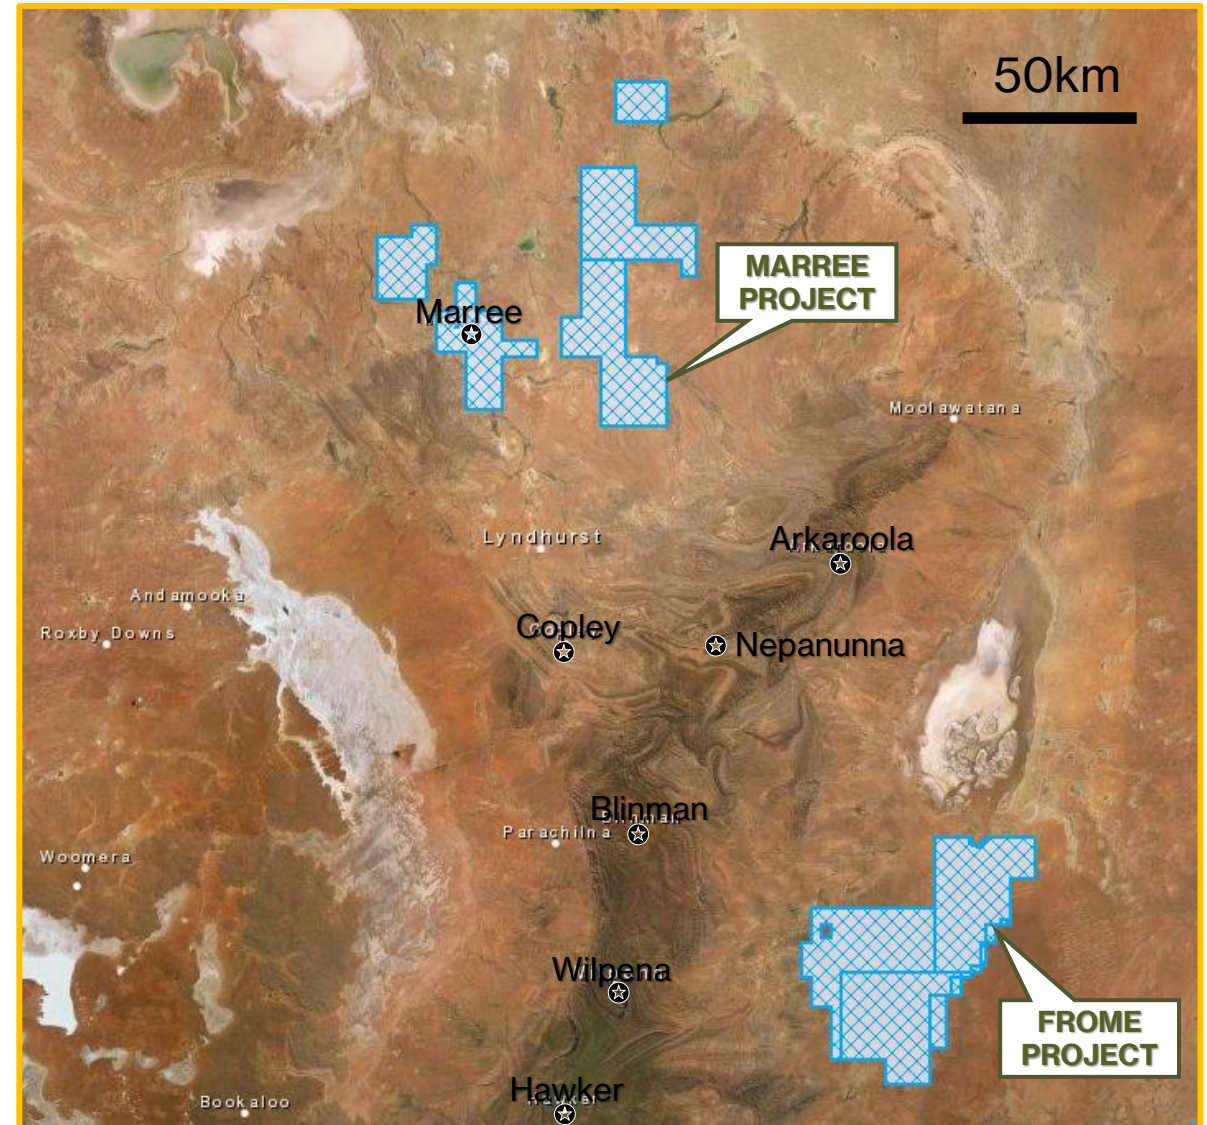 50km
MARREE
PROJECT
Marree
Moolawatana
Lyndhurst
Arkaroola
Andamooka
Roxby Downs
Copley
Nepanunna
Blinman
Parachilna
Woomera
Wilpena
FROME
PROJECT
Hawker
Bookaloo